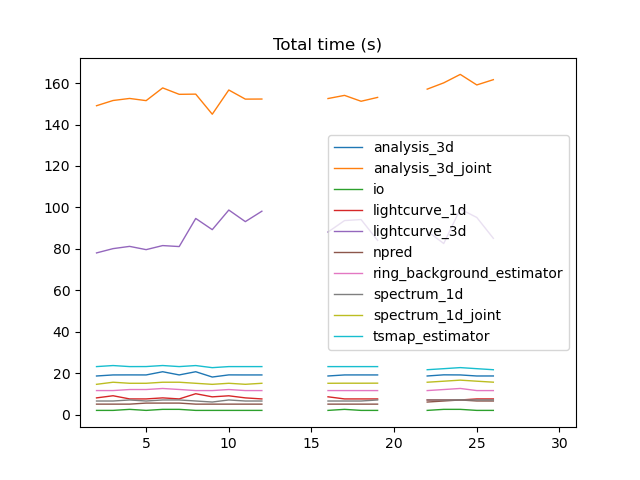 Total time (s)
160
140
120
100
80
60
40
20
0
analysis_3d
analysis_3d_joint
io
lightcurve_1d
lightcurve_3d
npred
ring_background_estimator
spectrum_1d
spectrum_1d_joint
tsmap_estimator
5 10 15 20 25 30